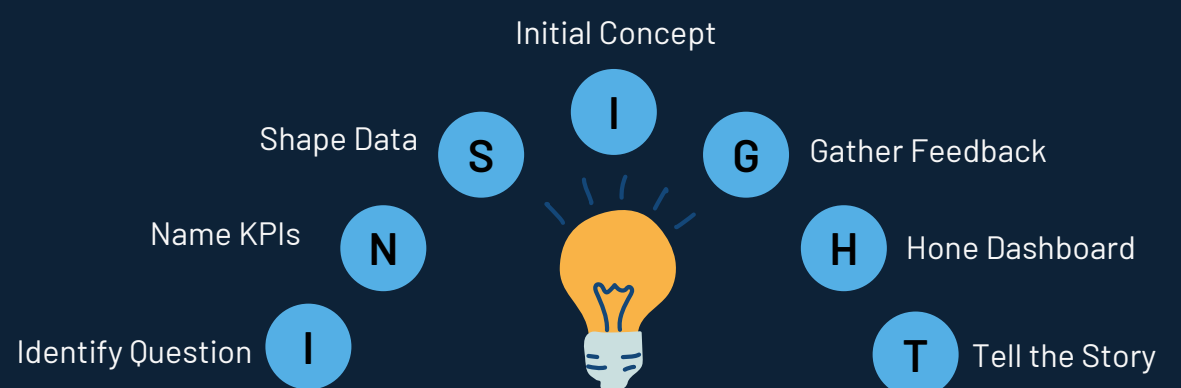 Initial Concept
I
Shape Data
S
G
Gather Feedback
Name KPIs
N
H
Hone Dashboard
Identify Question
I
T
Tell the Story